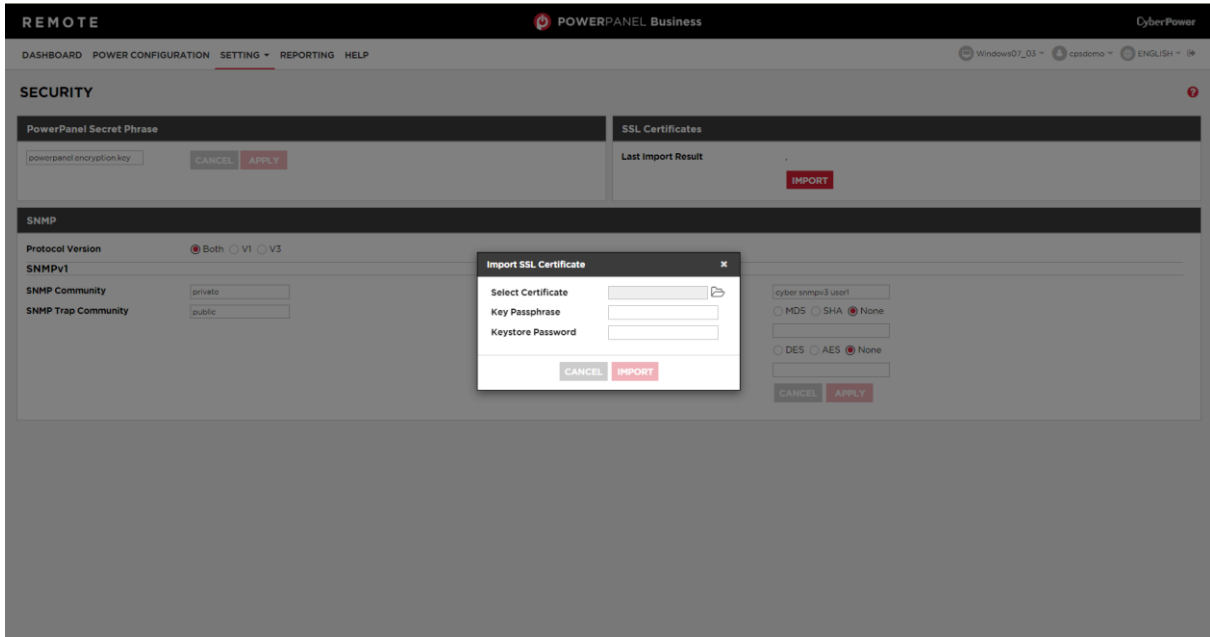 REMOTE
POWERPANEL Business
CyberPower
DASHBOARD POWER CONFIGURATION SETTING REPORTING HELP
Windows07_03 cpsdemo ENGLISH
SECURITY
PowerPanel Secret Phrase
powerpanel.encryption.key
CANCEL APPLY
SSL Certificates
Last Import Result ,
IMPORT
SNMP
Protocol Version Both V1 V3
SNMPv1
SNMP Community private
SNMP Trap Community public
Import SSL Certificate
Select Certificate
Key Passphrase
Keystore Password
CANCEL IMPORT
cyber snmpv3 user1
MD5 SHA None
DES AES None
CANCEL APPLY